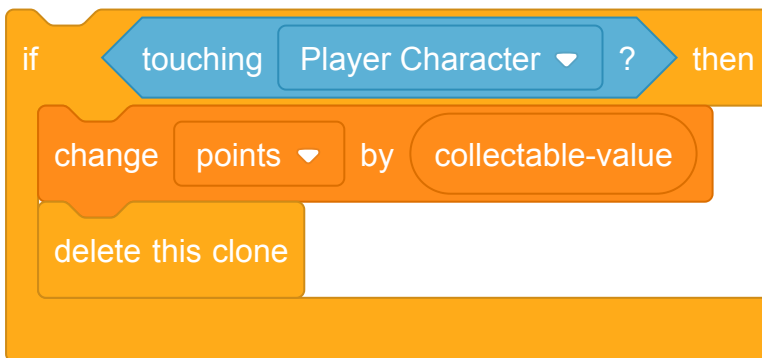 if touching Player Character ? then
change points by collectable-value
delete this clone